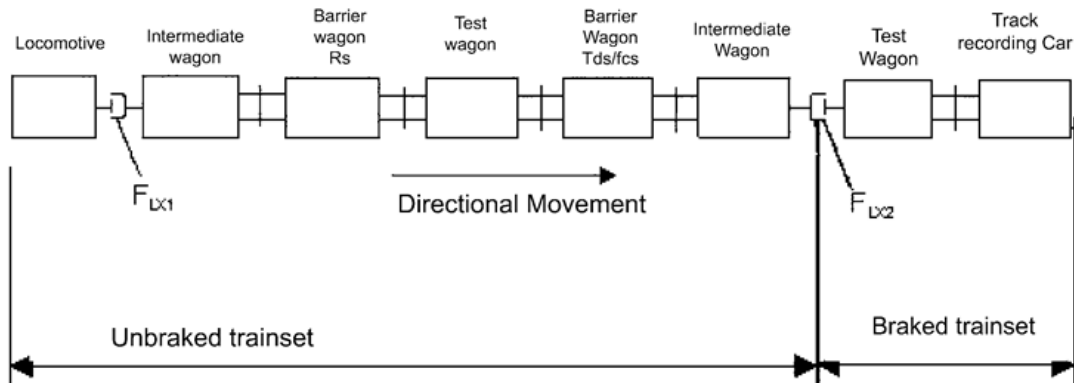 Locomotive
Intermediate
wagon
Barrier
wagon
Rs
Test
wagon
Barrier
Wagon
Tds/fcs
Intermediate
Wagon
Test
Wagon
Track
recording Car
FLX1
Directional Movement
FLX2
Unbraked trainset
Braked trainset